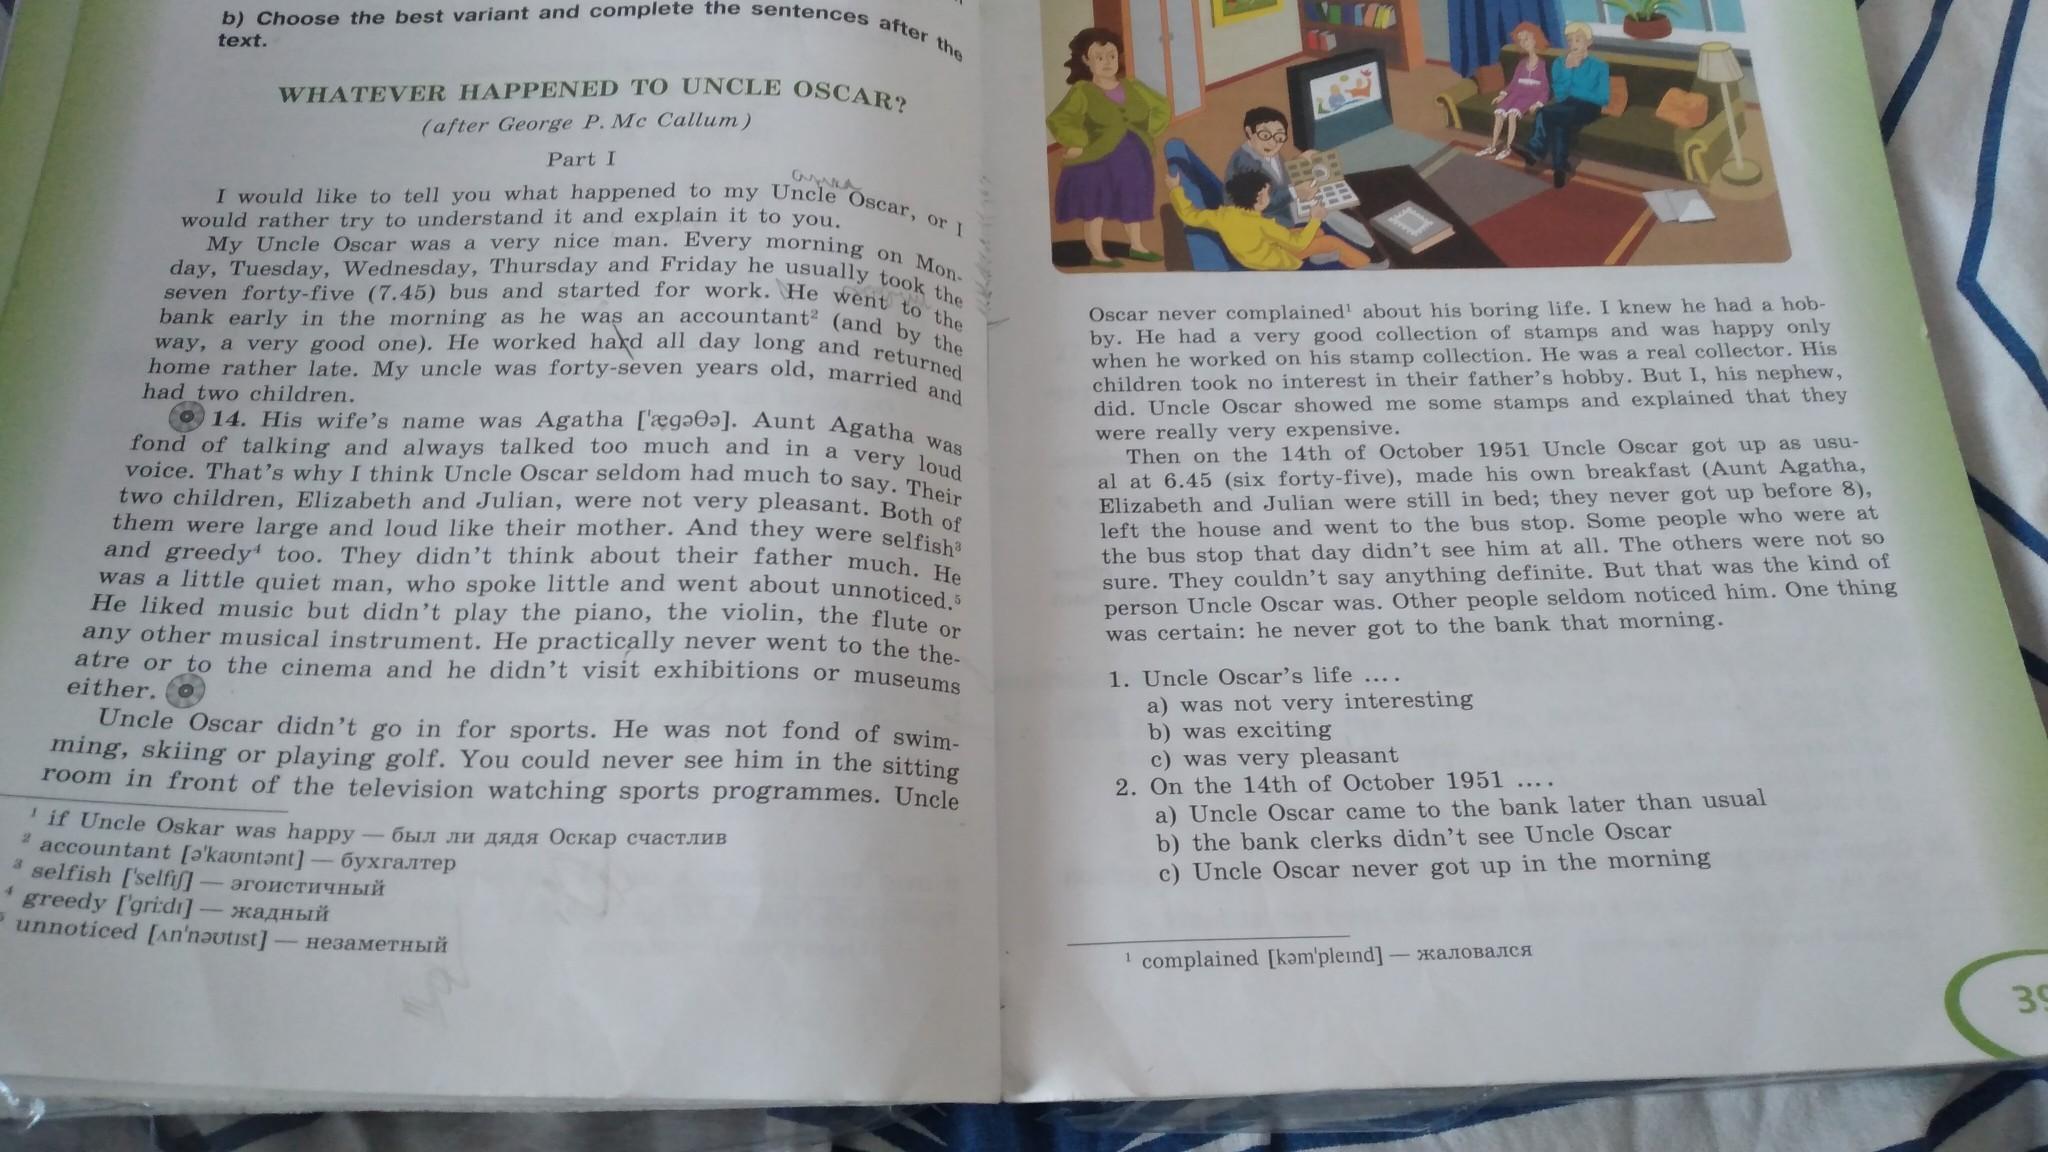 b) Choose the best variant and complete the sentences after the
text.
WHATEVER HAPPENED TO UNCLE OSCAR?
(after George P. Mc Callum)
Part I
I would like to tell you what happened to my Uncle Oscar, or I
would rather try to understand it and explain it to you.
My Uncle Oscar was a very nice man. Every morning on Mon-
day, Tuesday, Wednesday, Thursday and Friday he usually took the
seven forty-five (7.45) bus and started for work. He went to the
bank early in the morning as he was an accountant² (and by the
way, a very good one). He worked hard all day long and returned
home rather late. My uncle was forty-seven years old, married and
had two children.
14. His wife's name was Agatha ['ægəθə]. Aunt Agatha was
fond of talking and always talked too much and in a very loud
voice. That's why I think Uncle Oscar seldom had much to say. Their
two children, Elizabeth and Julian, were not very pleasant. Both of
them were large and loud like their mother. And they were selfish³
and greedy⁴ too. They didn't think about their father much. He
was a little quiet man, who spoke little and went about unnoticed.⁵
He liked music but didn't play the piano, the violin, the flute or
any other musical instrument. He practically never went to the the-
atre or to the cinema and he didn't visit exhibitions or museums
either.
Uncle Oscar didn't go in for sports. He was not fond of swim-
ming, skiing or playing golf. You could never see him in the sitting
room in front of the television watching sports programmes. Uncle
¹ if Uncle Oskar was happy — был ли дядя Оскар счастлив
² accountant [ə'kaʊntənt] — бухгалтер
³ selfish ['selfɪʃ] — эгоистичный
⁴ greedy ['gri:dɪ] — жадный
⁵ unnoticed [ʌn'nəʊtɪst] — незаметный
Oscar never complained¹ about his boring life. I knew he had a hob-
by. He had a very good collection of stamps and was happy only
when he worked on his stamp collection. He was a real collector. His
children took no interest in their father's hobby. But I, his nephew,
did. Uncle Oscar showed me some stamps and explained that they
were really very expensive.
Then on the 14th of October 1951 Uncle Oscar got up as usu-
al at 6.45 (six forty-five), made his own breakfast (Aunt Agatha,
Elizabeth and Julian were still in bed; they never got up before 8),
left the house and went to the bus stop. Some people who were at
the bus stop that day didn't see him at all. The others were not so
sure. They couldn't say anything definite. But that was the kind of
person Uncle Oscar was. Other people seldom noticed him. One thing
was certain: he never got to the bank that morning.
1. Uncle Oscar's life ....
a) was not very interesting
b) was exciting
c) was very pleasant
2. On the 14th of October 1951 ....
a) Uncle Oscar came to the bank later than usual
b) the bank clerks didn't see Uncle Oscar
c) Uncle Oscar never got up in the morning
¹ complained [kəm'pleɪnd] — жаловался
39